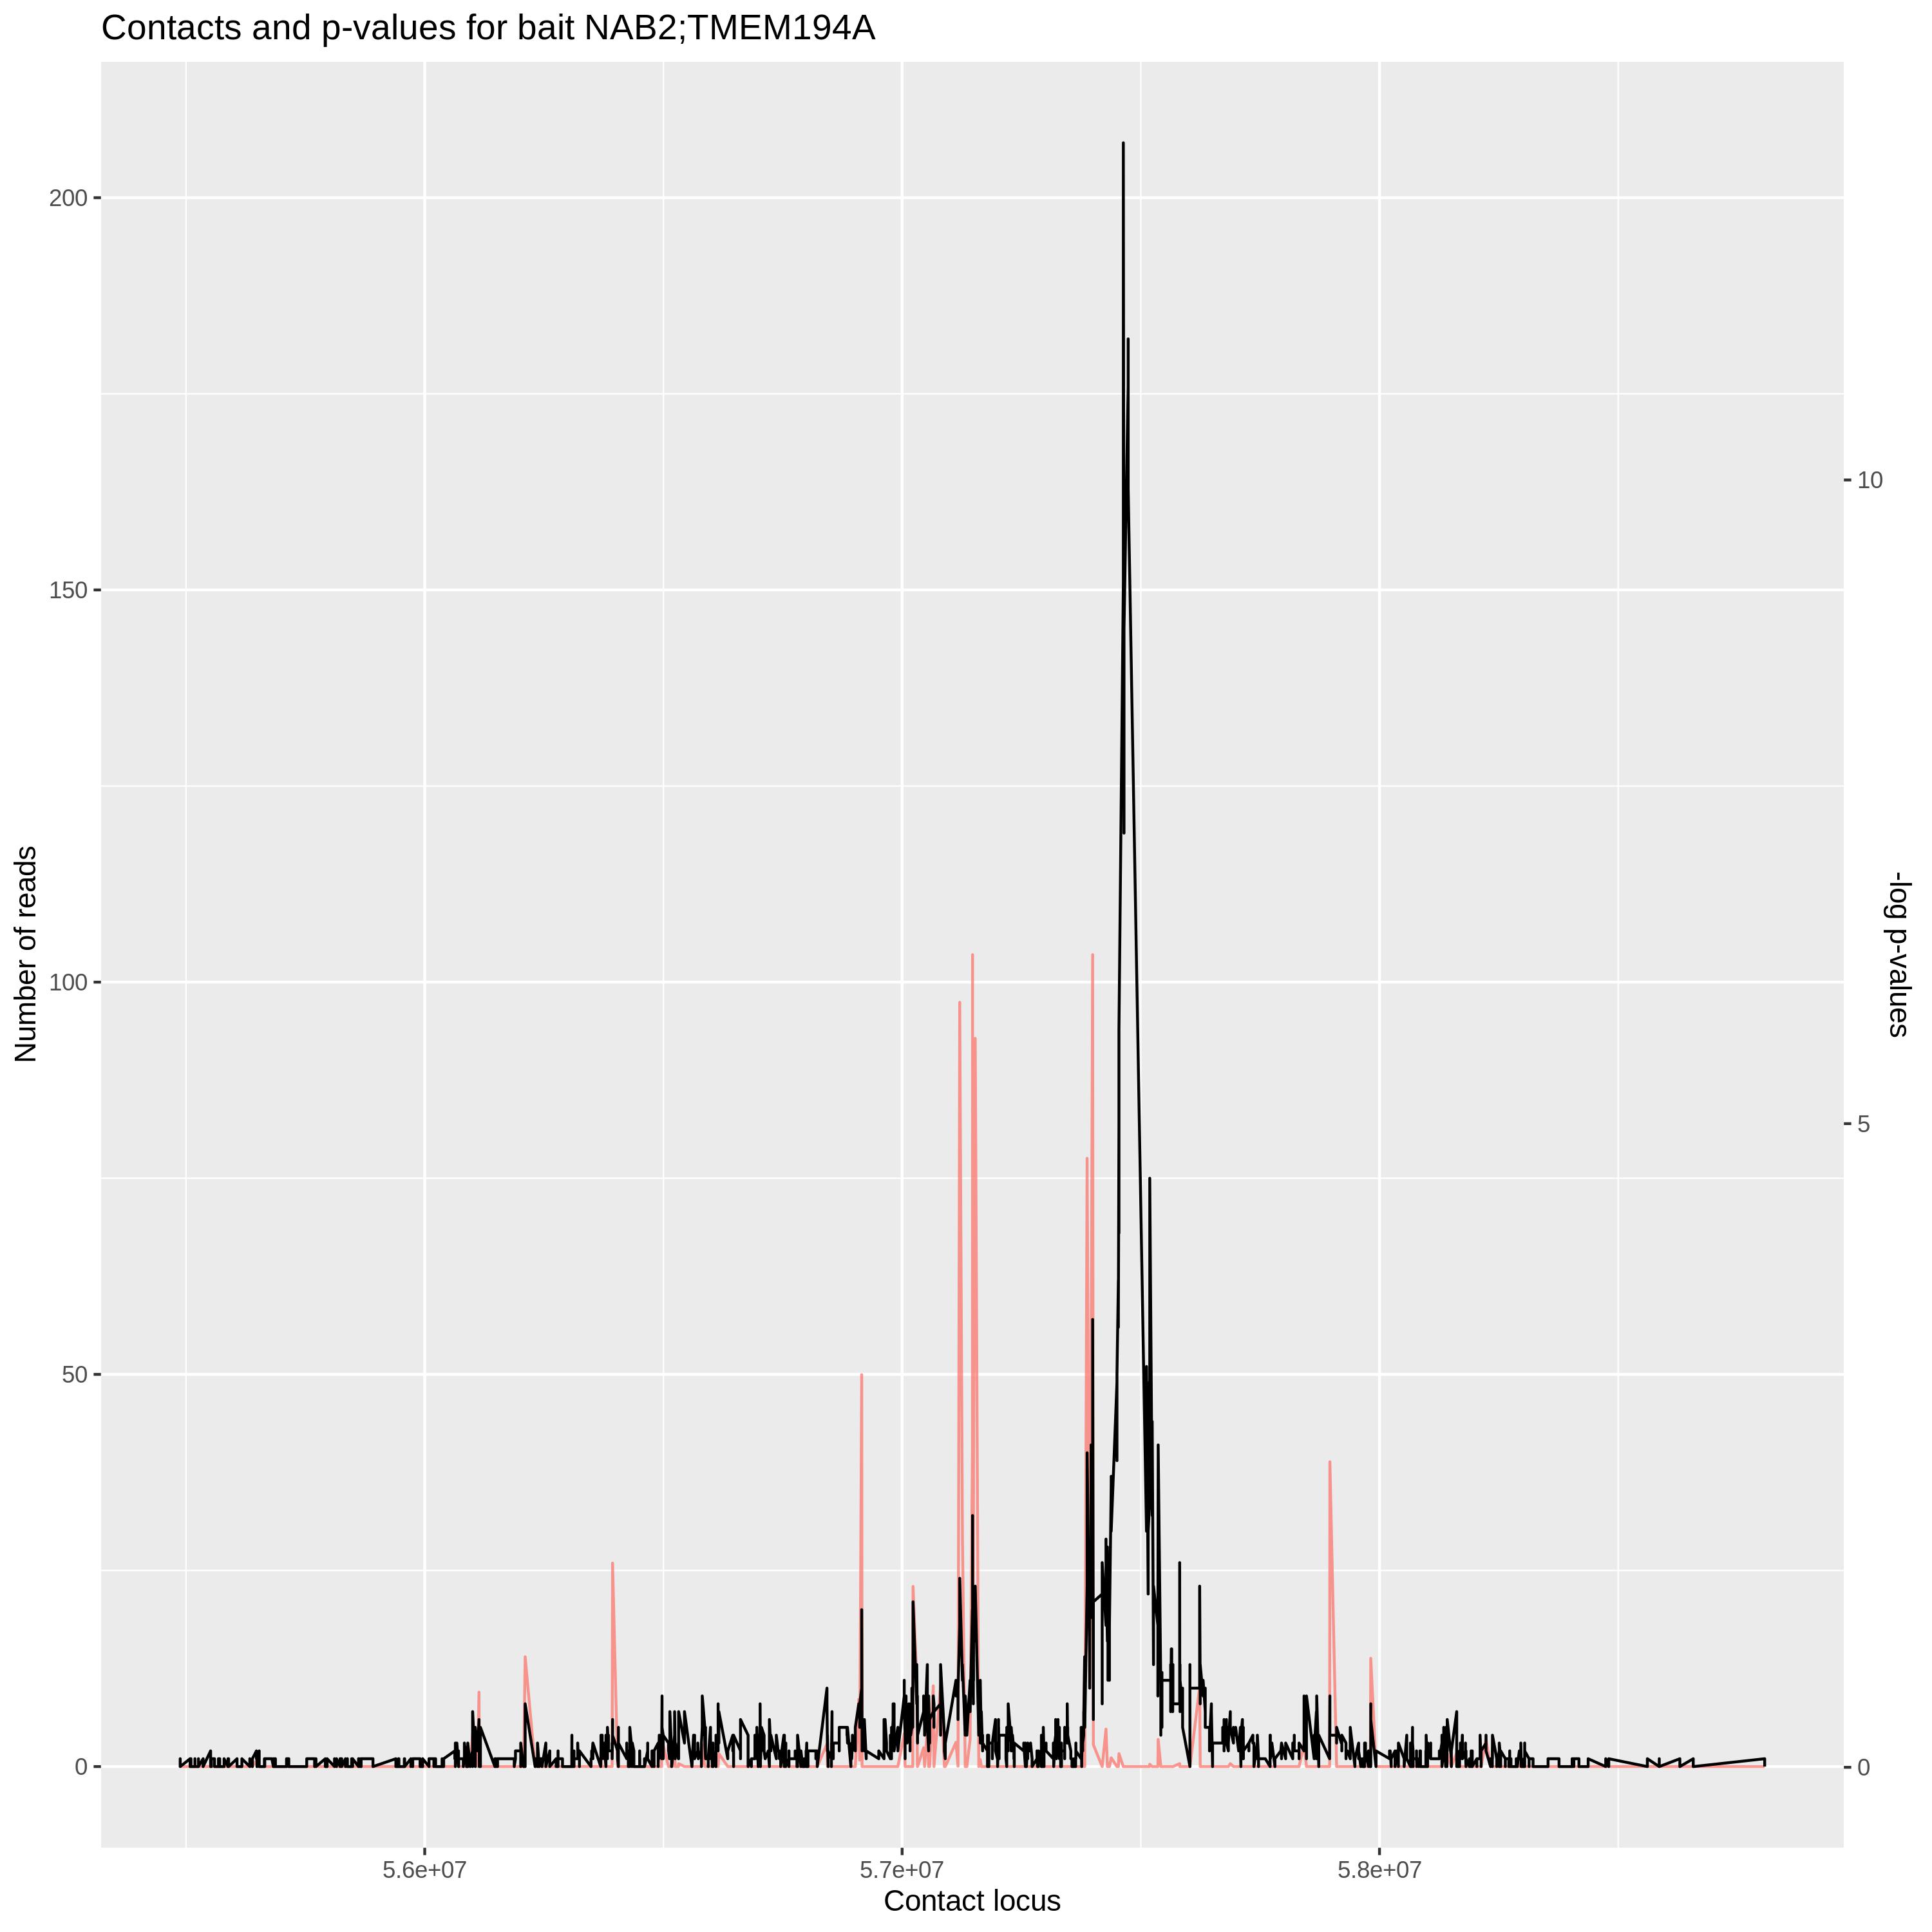 Contacts and p-values for bait NAB2;TMEM194A
200
150
100
50
0
Number of reads
10
5
0
-log p-values
5.6e+07
5.7e+07
5.8e+07
Contact locus